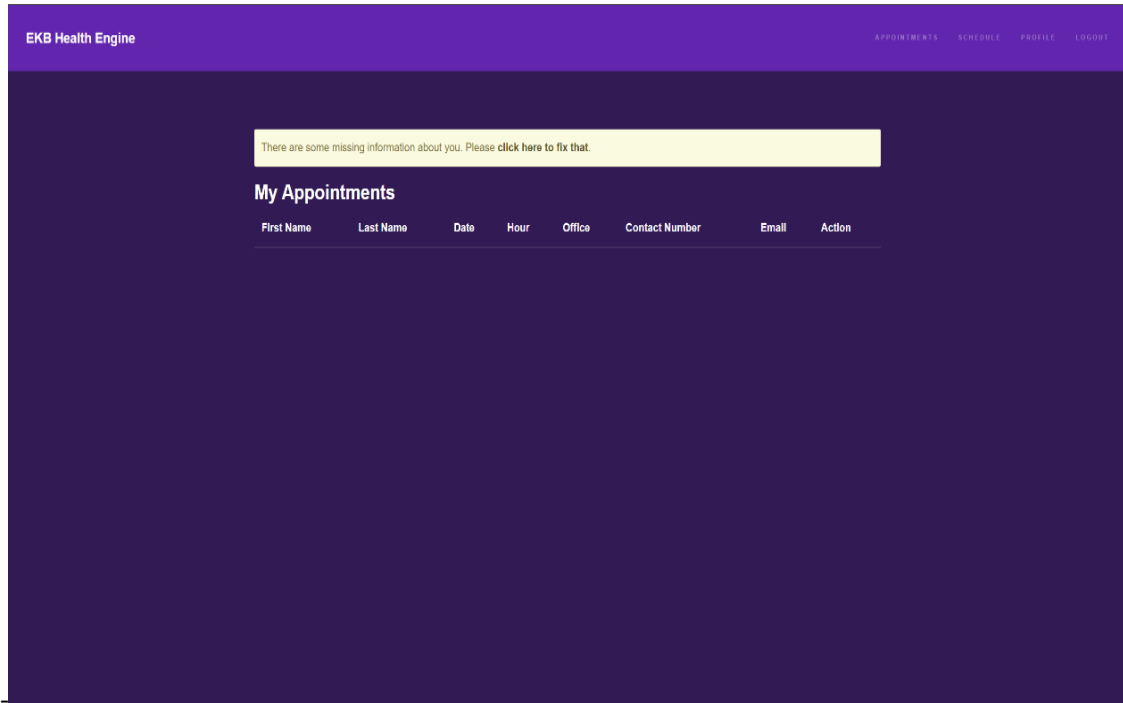 EKB Health Engine
APPOINTMENTS SCHEDULE PROFILE LOGOUT
There are some missing information about you. Please click here to fix that.
My Appointments
First Name Last Name Date Hour Office Contact Number Email Action